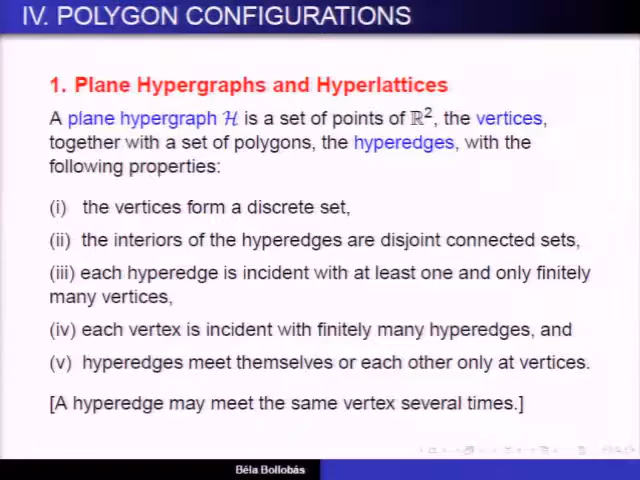 IV. POLYGON CONFIGURATIONS
1. Plane Hypergraphs and Hyperlattices
A plane hypergraph ℋ is a set of points of ℝ², the vertices,
together with a set of polygons, the hyperedges, with the
following properties:
(i) the vertices form a discrete set,
(ii) the interiors of the hyperedges are disjoint connected sets,
(iii) each hyperedge is incident with at least one and only finitely
many vertices,
(iv) each vertex is incident with finitely many hyperedges, and
(v) hyperedges meet themselves or each other only at vertices.
[A hyperedge may meet the same vertex several times.]
Béla Bollobás